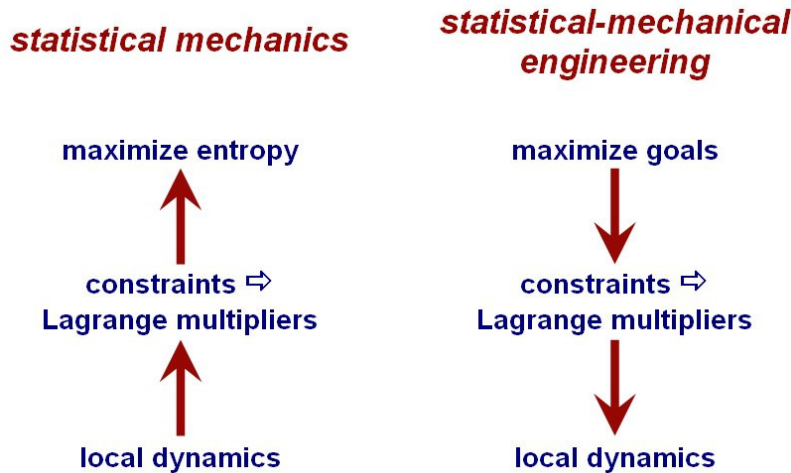 statistical mechanics
maximize entropy
constraints ⇨
Lagrange multipliers
local dynamics
statistical-mechanical
engineering
maximize goals
constraints ⇨
Lagrange multipliers
local dynamics